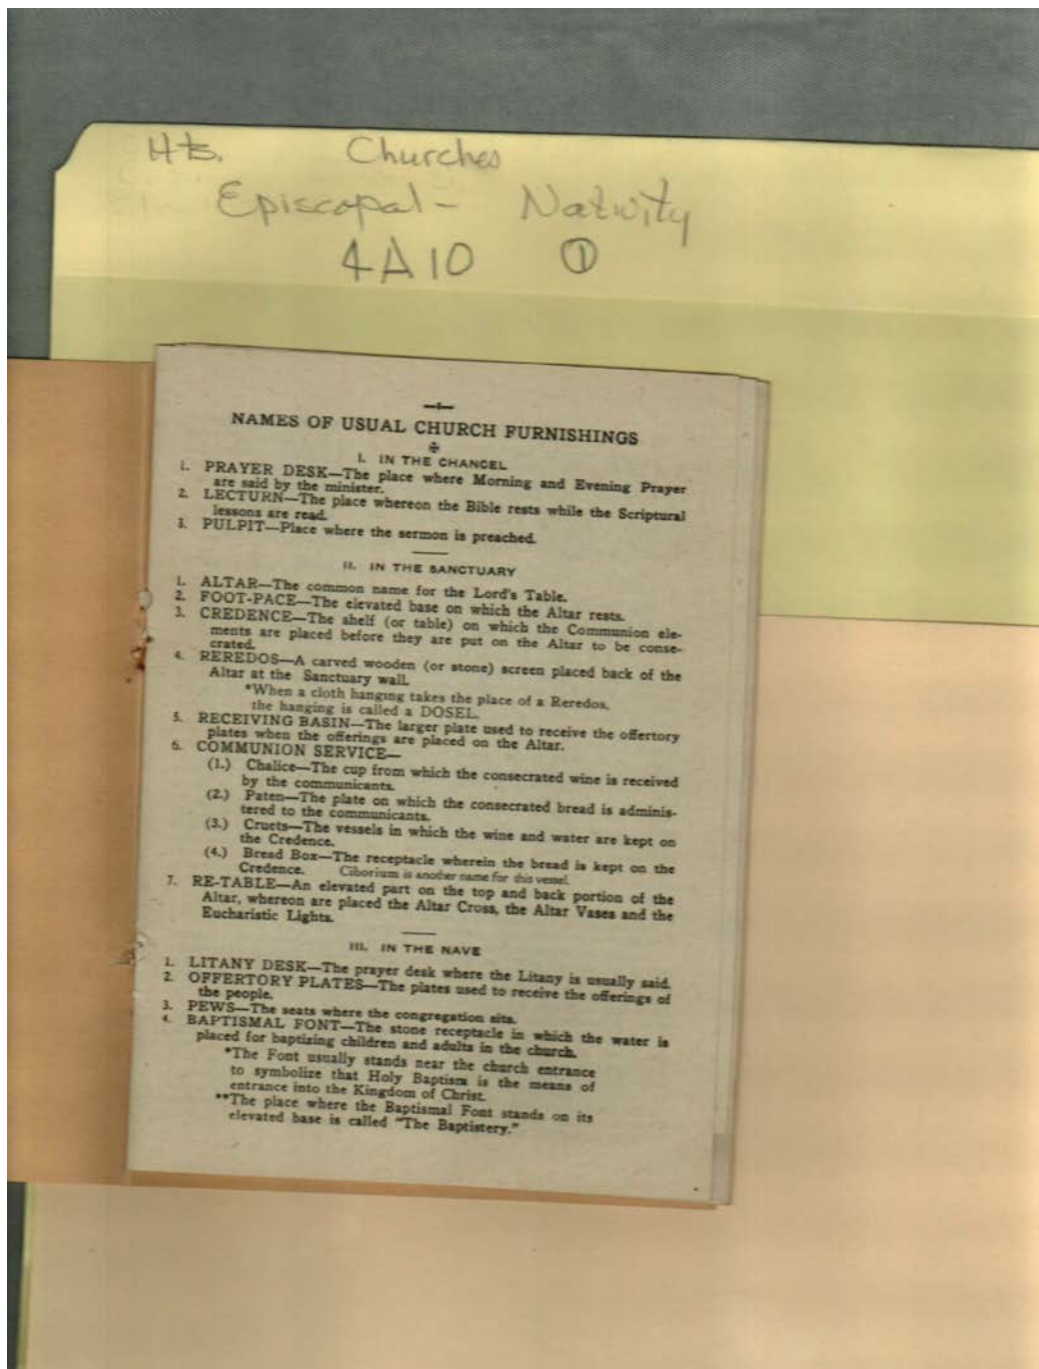 Hts. Churches
Episcopal - Nativity
4A10 ①
—1—
NAMES OF USUAL CHURCH FURNISHINGS
✠
I. IN THE CHANCEL
1. PRAYER DESK—The place where Morning and Evening Prayer
are said by the minister.
2. LECTURN—The place whereon the Bible rests while the Scriptural
lessons are read.
3. PULPIT—Place where the sermon is preached.
II. IN THE SANCTUARY
1. ALTAR—The common name for the Lord's Table.
2. FOOT-PACE—The elevated base on which the Altar rests.
3. CREDENCE—The shelf (or table) on which the Communion ele-
ments are placed before they are put on the Altar to be conse-
crated.
4. REREDOS—A carved wooden (or stone) screen placed back of the
Altar at the Sanctuary wall.
*When a cloth hanging takes the place of a Reredos,
the hanging is called a DOSEL.
5. RECEIVING BASIN—The larger plate used to receive the offertory
plates when the offerings are placed on the Altar.
6. COMMUNION SERVICE—
(1.) Chalice—The cup from which the consecrated wine is received
by the communicants.
(2.) Paten—The plate on which the consecrated bread is adminis-
tered to the communicants.
(3.) Cruets—The vessels in which the wine and water are kept on
the Credence.
(4.) Bread Box—The receptacle wherein the bread is kept on the
Credence. Ciborium is another name for this vessel.
7. RE-TABLE—An elevated part on the top and back portion of the
Altar, whereon are placed the Altar Cross, the Altar Vases and the
Eucharistic Lights.
III. IN THE NAVE
1. LITANY DESK—The prayer desk where the Litany is usually said.
2. OFFERTORY PLATES—The plates used to receive the offerings of
the people.
3. PEWS—The seats where the congregation sits.
4. BAPTISMAL FONT—The stone receptacle in which the water is
placed for baptizing children and adults in the church.
*The Font usually stands near the church entrance
to symbolize that Holy Baptism is the means of
entrance into the Kingdom of Christ.
**The place where the Baptismal Font stands on its
elevated base is called "The Baptistery."